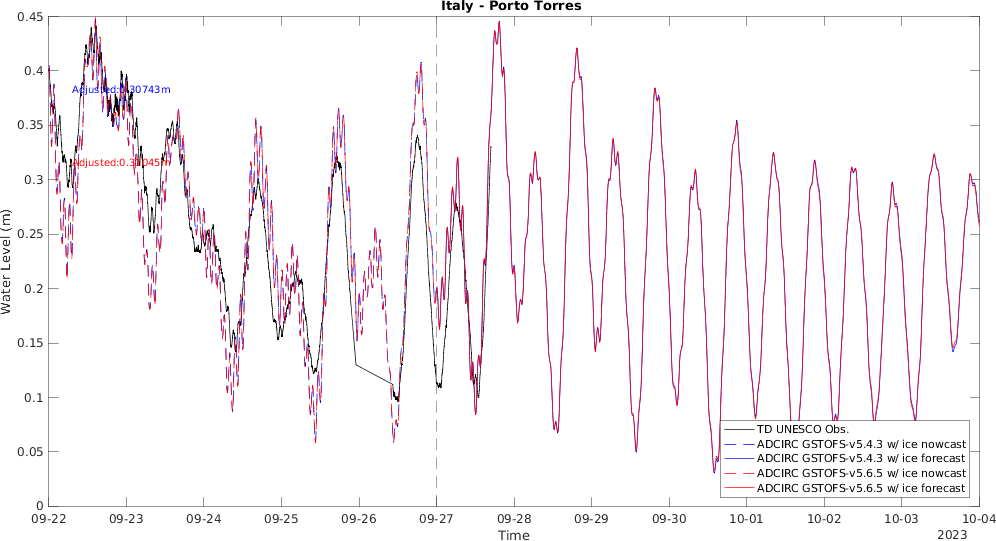 Italy - Porto Torres
Water Level (m)
0.45
0.4
0.35
0.3
0.25
0.2
0.15
0.1
0.05
0
Adjusted:0.30743m
Adjusted:0.31045m
TD UNESCO Obs.
ADCIRC GSTOFS-v5.4.3 w/ ice nowcast
ADCIRC GSTOFS-v5.4.3 w/ ice forecast
ADCIRC GSTOFS-v5.6.5 w/ ice nowcast
ADCIRC GSTOFS-v5.6.5 w/ ice forecast
09-22 09-23 09-24 09-25 09-26 09-27 09-28 09-29 09-30 10-01 10-02 10-03 10-04
Time
2023